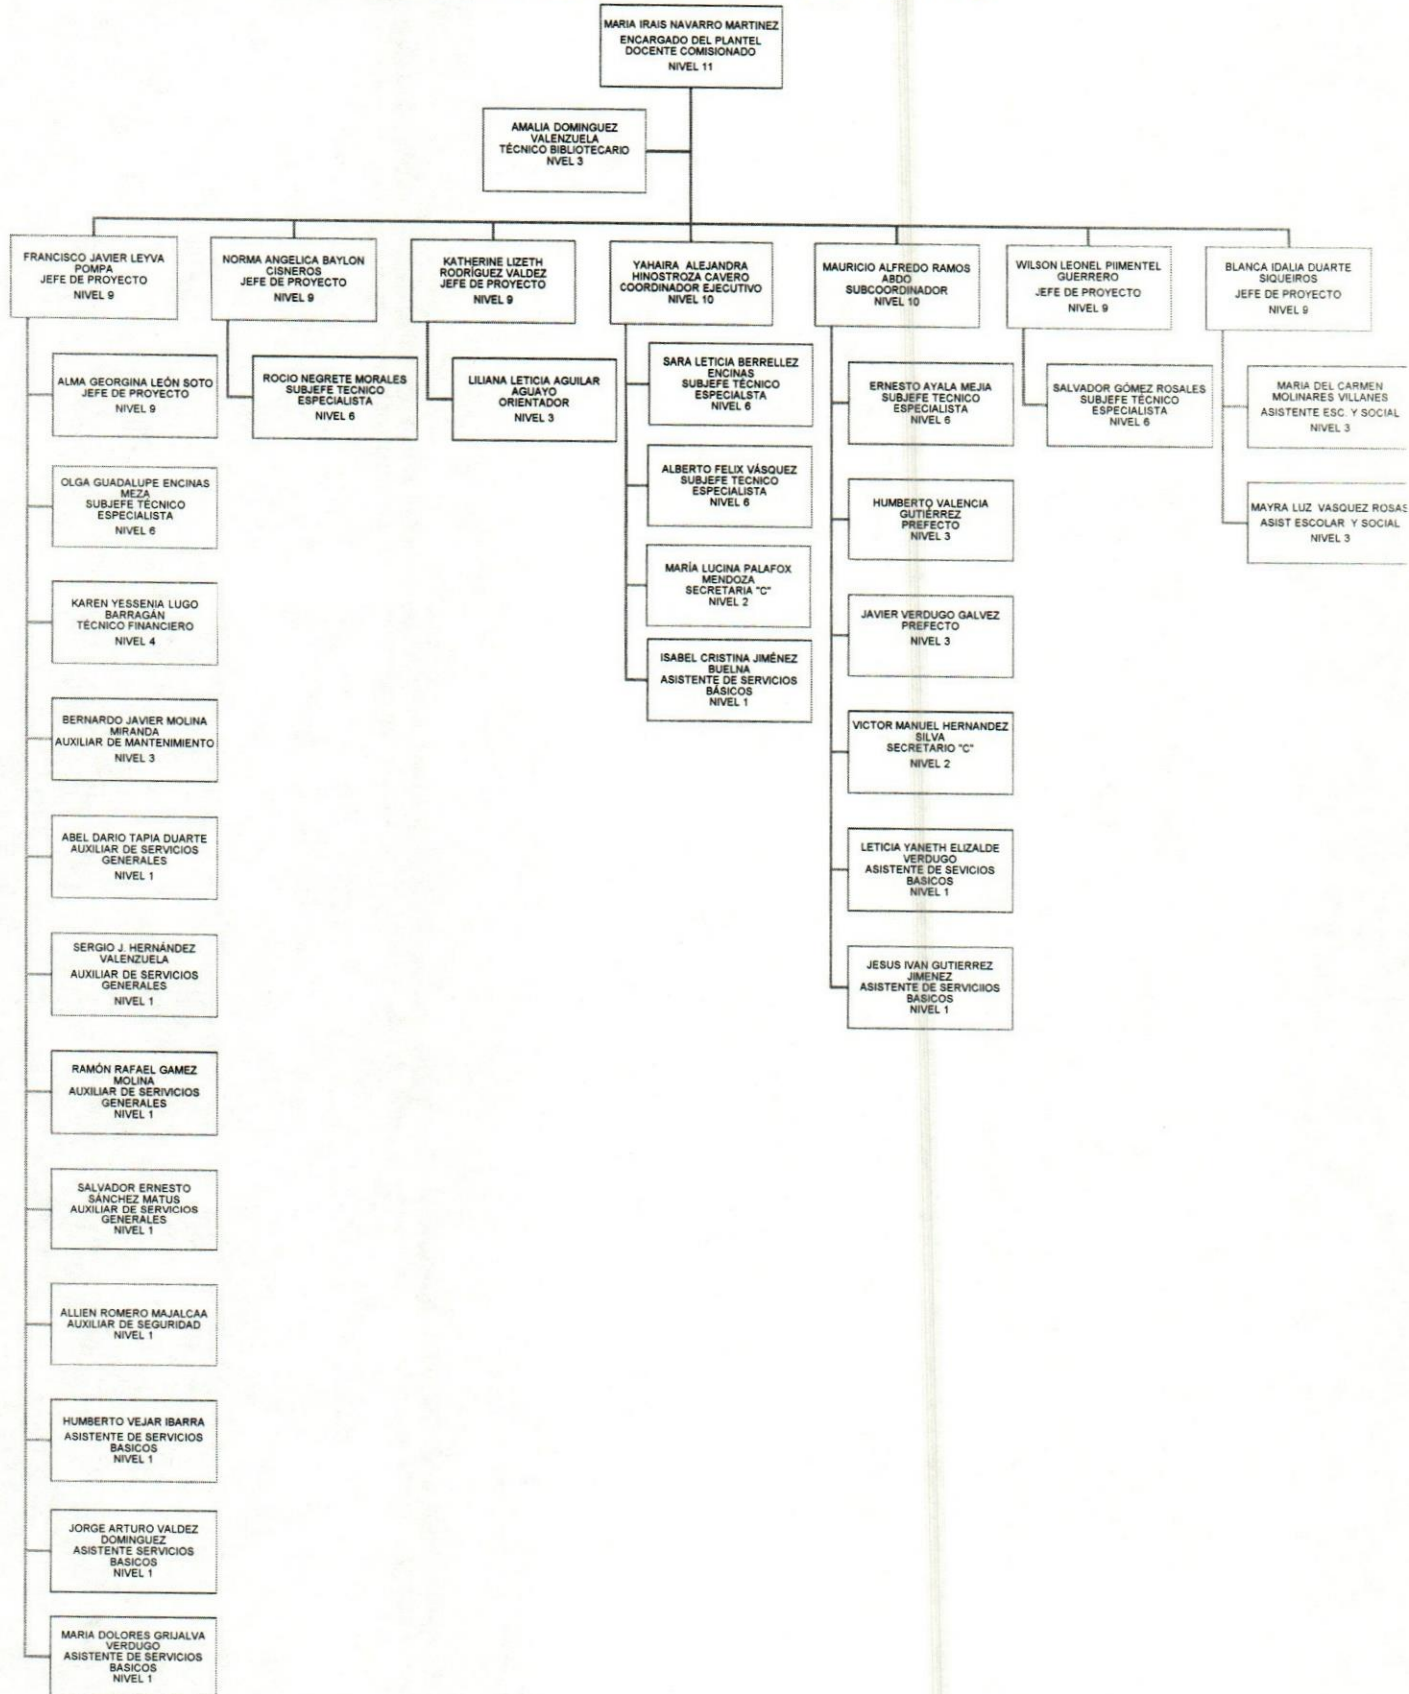 MARIA IRAIS NAVARRO MARTINEZ
ENCARGADO DEL PLANTEL
DOCENTE COMISIONADO
NIVEL 11
AMALIA DOMINGUEZ
VALENZUELA
TÉCNICO BIBLIOTECARIO
NVEL 3
FRANCISCO JAVIER LEYVA
POMPA
JEFE DE PROYECTO
NIVEL 9
NORMA ANGELICA BAYLON
CISNEROS
JEFE DE PROYECTO
NIVEL 9
KATHERINE LIZETH
RODRÍGUEZ VALDEZ
JEFE DE PROYECTO
NIVEL 9
YAHAIRA ALEJANDRA
HINOSTROZA CAVERO
COORDINADOR EJECUTIVO
NIVEL 10
MAURICIO ALFREDO RAMOS
ABDO
SUBCOORDINADOR
NIVEL 10
WILSON LEONEL PIIMENTEL
GUERRERO
JEFE DE PROYECTO
NIVEL 9
BLANCA IDALIA DUARTE
SIQUEIROS
JEFE DE PROYECTO
NIVEL 9
ALMA GEORGINA LEÓN SOTO
JEFE DE PROYECTO
NIVEL 9
OLGA GUADALUPE ENCINAS
MEZA
SUBJEFE TÉCNICO
ESPECIALISTA
NIVEL 6
KAREN YESSENIA LUGO
BARRAGÁN
TÉCNICO FINANCIERO
NIVEL 4
BERNARDO JAVIER MOLINA
MIRANDA
AUXILIAR DE MANTENIMIENTO
NIVEL 3
ABEL DARIO TAPIA DUARTE
AUXILIAR DE SERVICIOS
GENERALES
NIVEL 1
SERGIO J. HERNÁNDEZ
VALENZUELA
AUXILIAR DE SERVICIOS
GENERALES
NIVEL 1
RAMÓN RAFAEL GAMEZ
MOLINA
AUXILIAR DE SERIVICIOS
GENERALES
NIVEL 1
SALVADOR ERNESTO
SÁNCHEZ MATUS
AUXILIAR DE SERVICIOS
GENERALES
NIVEL 1
ALLIEN ROMERO MAJALCAA
AUXILIAR DE SEGURIDAD
NIVEL 1
HUMBERTO VEJAR IBARRA
ASISTENTE DE SERVICIOS
BASICOS
NIVEL 1
JORGE ARTURO VALDEZ
DOMINGUEZ
ASISTENTE SERVICIOS
BASICOS
NIVEL 1
MARIA DOLORES GRIJALVA
VERDUGO
ASISTENTE DE SERVICIOS
BASICOS
NIVEL 1
ROCIO NEGRETE MORALES
SUBJEFE TECNICO
ESPECIALISTA
NIVEL 6
LILIANA LETICIA AGUILAR
AGUAYO
ORIENTADOR
NIVEL 3
SARA LETICIA BERRELLEZ
ENCINAS
SUBJEFE TÉCNICO
ESPECIALSTA
NIVEL 6
ALBERTO FELIX VÁSQUEZ
SUBJEFE TECNICO
ESPECIALISTA
NIVEL 6
MARÍA LUCINA PALAFOX
MENDOZA
SECRETARIA "C"
NIVEL 2
ISABEL CRISTINA JIMÉNEZ
BUELNA
ASISTENTE DE SERVICIOS
BÁSICOS
NIVEL 1
ERNESTO AYALA MEJIA
SUBJEFE TECNICO
ESPECIALISTA
NIVEL 6
HUMBERTO VALENCIA
GUTIÉRREZ
PREFECTO
NIVEL 3
JAVIER VERDUGO GALVEZ
PREFECTO
NIVEL 3
VICTOR MANUEL HERNANDEZ
SILVA
SECRETARIO "C"
NIVEL 2
LETICIA YANETH ELIZALDE
VERDUGO
ASISTENTE DE SEVICIOS
BASICOS
NIVEL 1
JESUS IVAN GUTIERREZ
JIMENEZ
ASISTENTE DE SERVICIIOS
BASICOS
NIVEL 1
SALVADOR GÓMEZ ROSALES
SUBJEFE TÉCNICO
ESPECIALISTA
NIVEL 6
MARIA DEL CARMEN
MOLINARES VILLANES
ASISTENTE ESC. Y SOCIAL
NIVEL 3
MAYRA LUZ VASQUEZ ROSAS
ASIST ESCOLAR Y SOCIAL
NIVEL 3